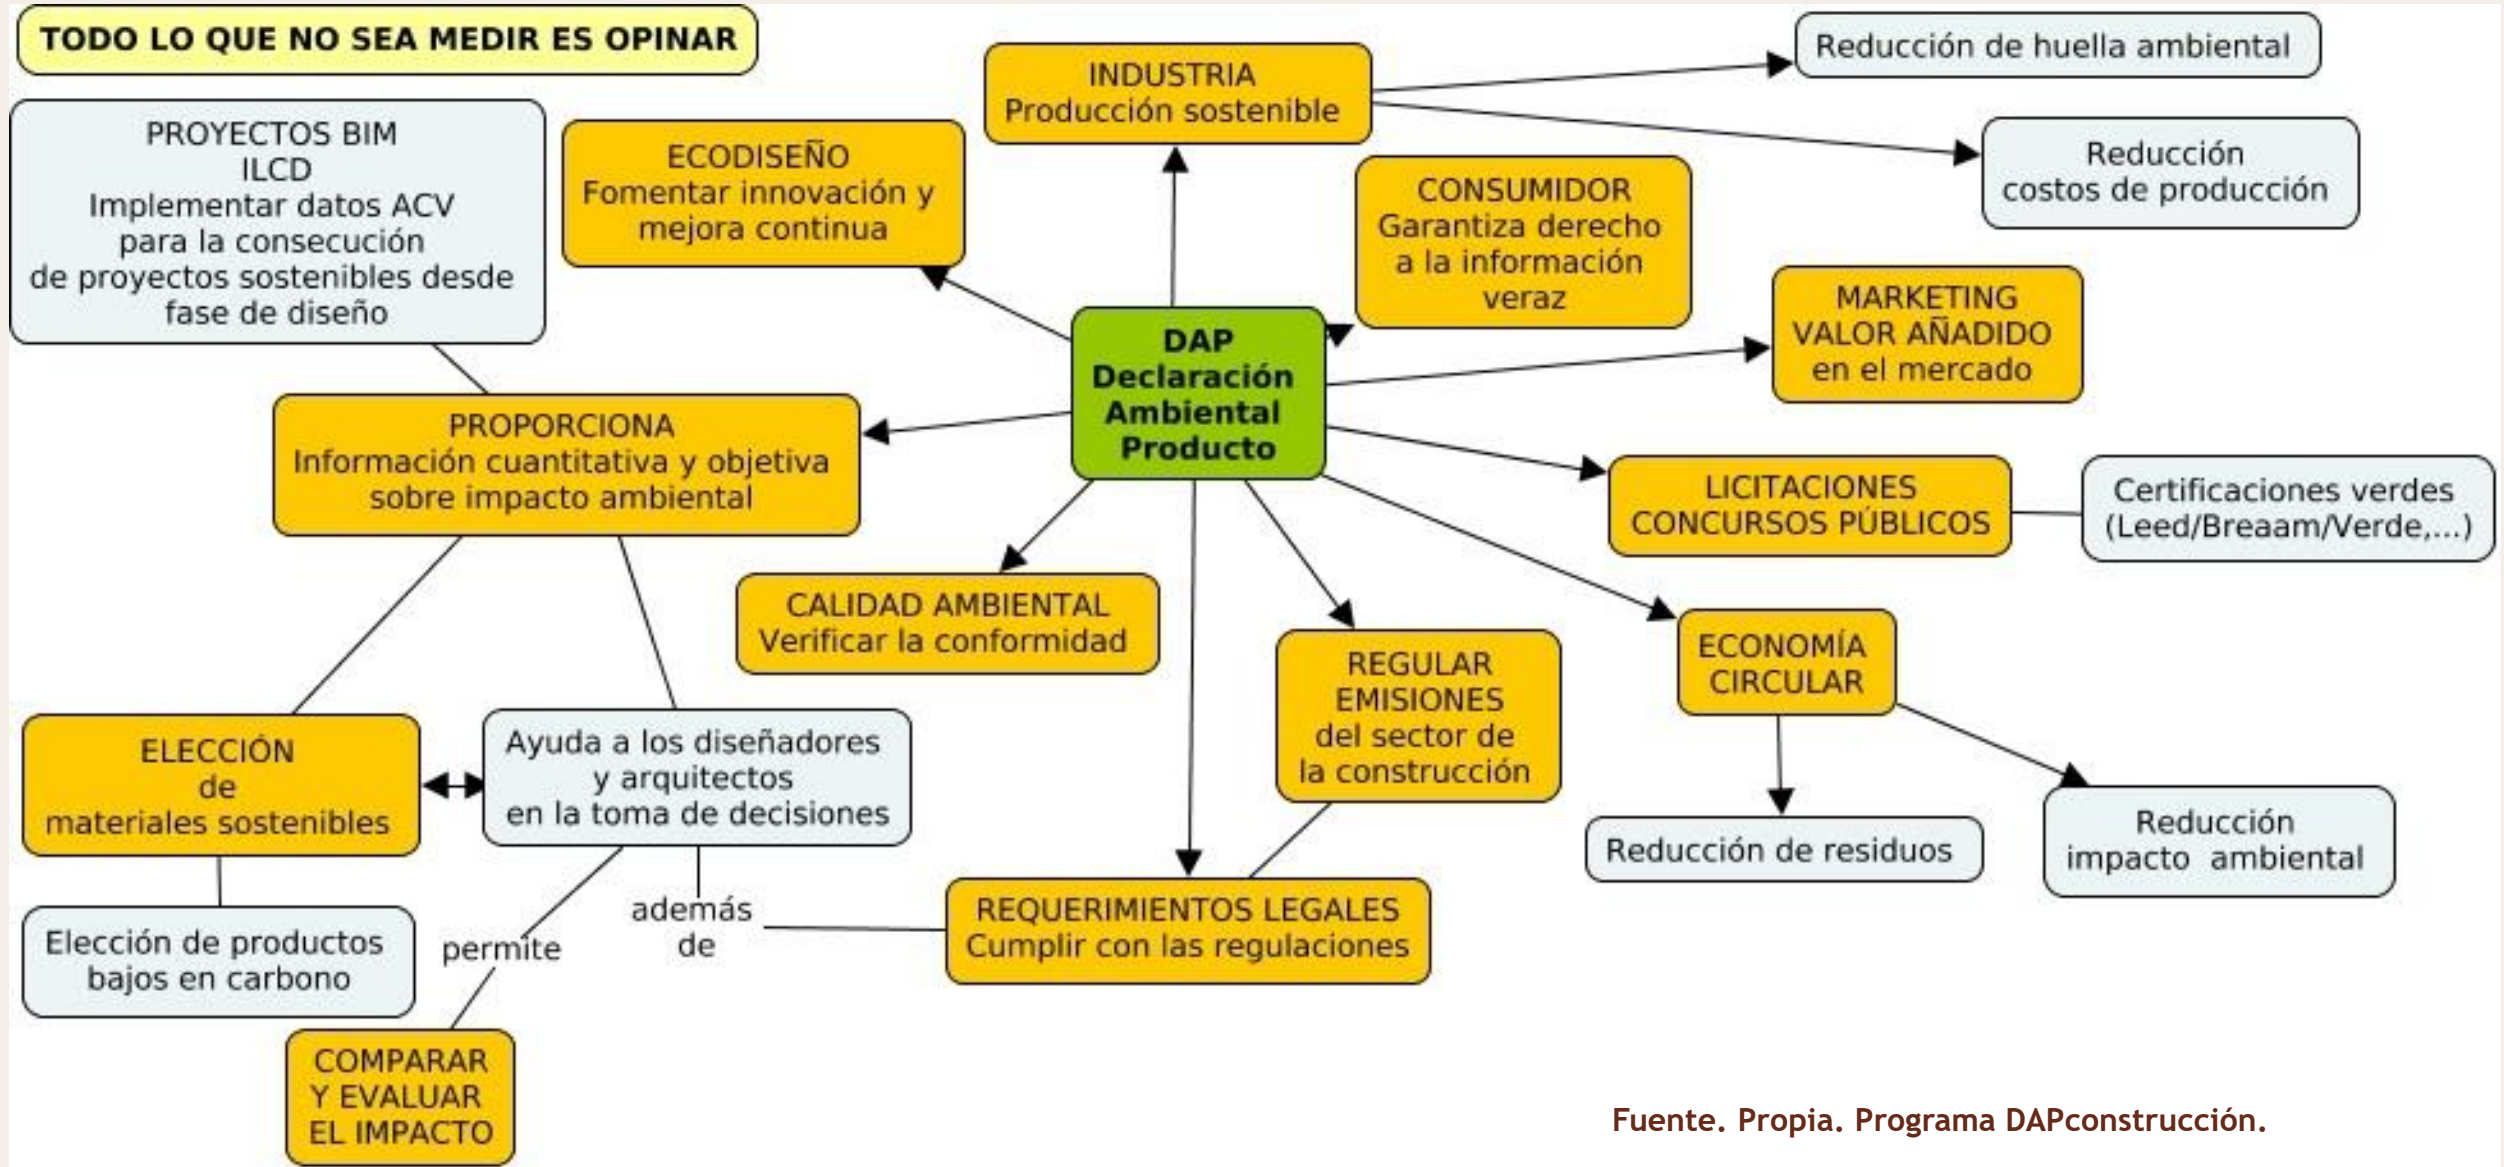 TODO LO QUE NO SEA MEDIR ES OPINAR
INDUSTRIA
Producción sostenible
Reducción de huella ambiental
Reducción
costos de producción
PROYECTOS BIM
ILCD
Implementar datos ACV
para la consecución
de proyectos sostenibles desde
fase de diseño
ECODISEÑO
Fomentar innovación y
mejora continua
CONSUMIDOR
Garantiza derecho
a la información
veraz
MARKETING
VALOR AÑADIDO
en el mercado
DAP
Declaración
Ambiental
Producto
PROPORCIONA
Información cuantitativa y objetiva
sobre impacto ambiental
LICITACIONES
CONCURSOS PÚBLICOS
Certificaciones verdes
(Leed/Breaam/Verde,...)
CALIDAD AMBIENTAL
Verificar la conformidad
REGULAR
EMISIONES
del sector de
la construcción
ECONOMÍA
CIRCULAR
ELECCIÓN
de
materiales sostenibles
Ayuda a los diseñadores
y arquitectos
en la toma de decisiones
Reducción de residuos
Reducción
impacto ambiental
Elección de productos
bajos en carbono
permite
además
de
REQUERIMIENTOS LEGALES
Cumplir con las regulaciones
COMPARAR
Y EVALUAR
EL IMPACTO
Fuente. Propia. Programa DAPconstrucción.